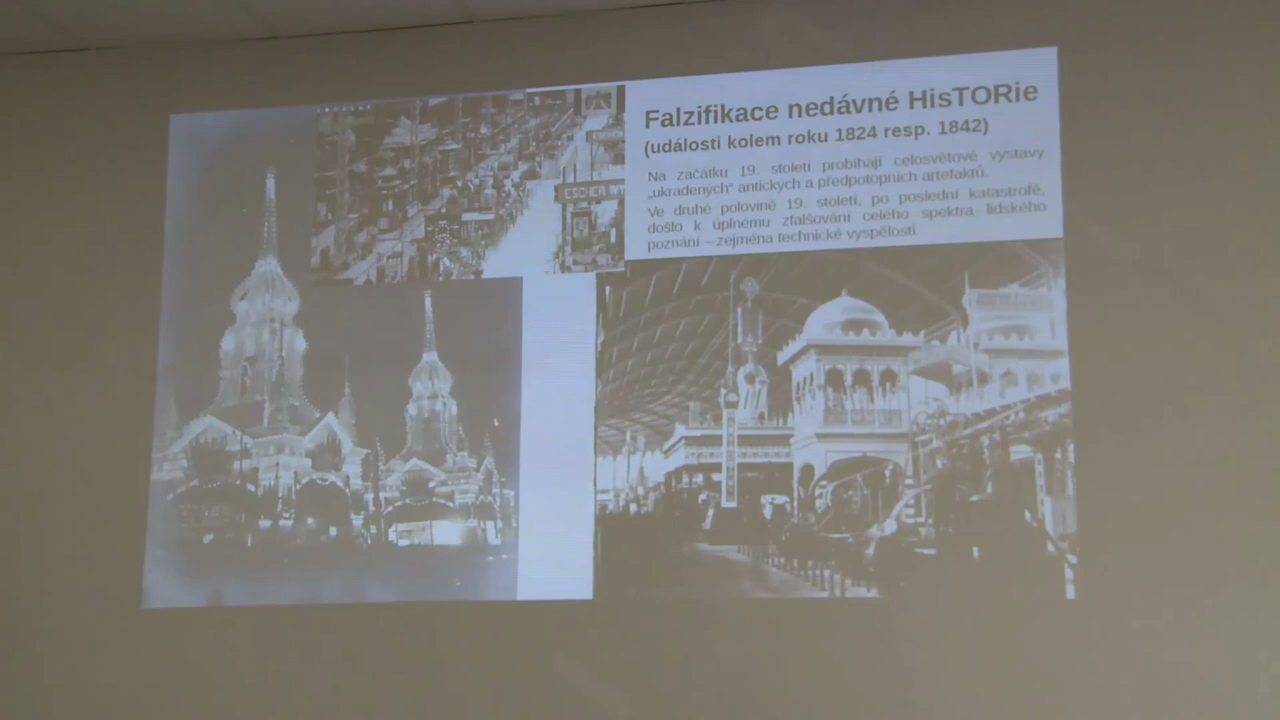 Falzifikace nedávné HisTORie
(události kolem roku 1824 resp. 1842)
Na začátku 19. století probíhají celosvětové výstavy
„ukradených“ antických a předpotopních artefaktů.
Ve druhé polovině 19. století, po poslední katastrofě,
došlo k úplnému zfalšování celého spektra lidského
poznání – zejména technické vyspělosti.
ESCHER